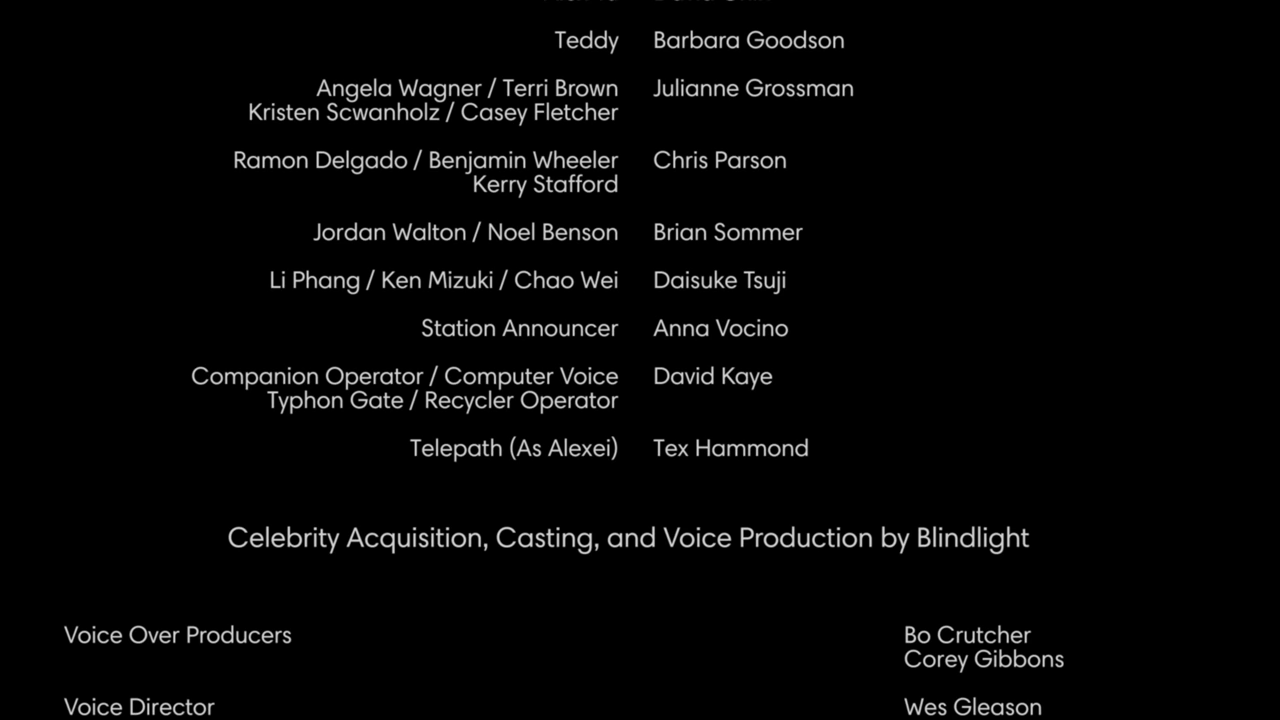 Teddy Barbara Goodson
Angela Wagner / Terri Brown Julianne Grossman
Kristen Scwanholz / Casey Fletcher
Ramon Delgado / Benjamin Wheeler Chris Parson
Kerry Stafford
Jordan Walton / Noel Benson Brian Sommer
Li Phang / Ken Mizuki / Chao Wei Daisuke Tsuji
Station Announcer Anna Vocino
Companion Operator / Computer Voice David Kaye
Typhon Gate / Recycler Operator
Telepath (As Alexei) Tex Hammond
Celebrity Acquisition, Casting, and Voice Production by Blindlight
Voice Over Producers Bo Crutcher
Corey Gibbons
Voice Director Wes Gleason